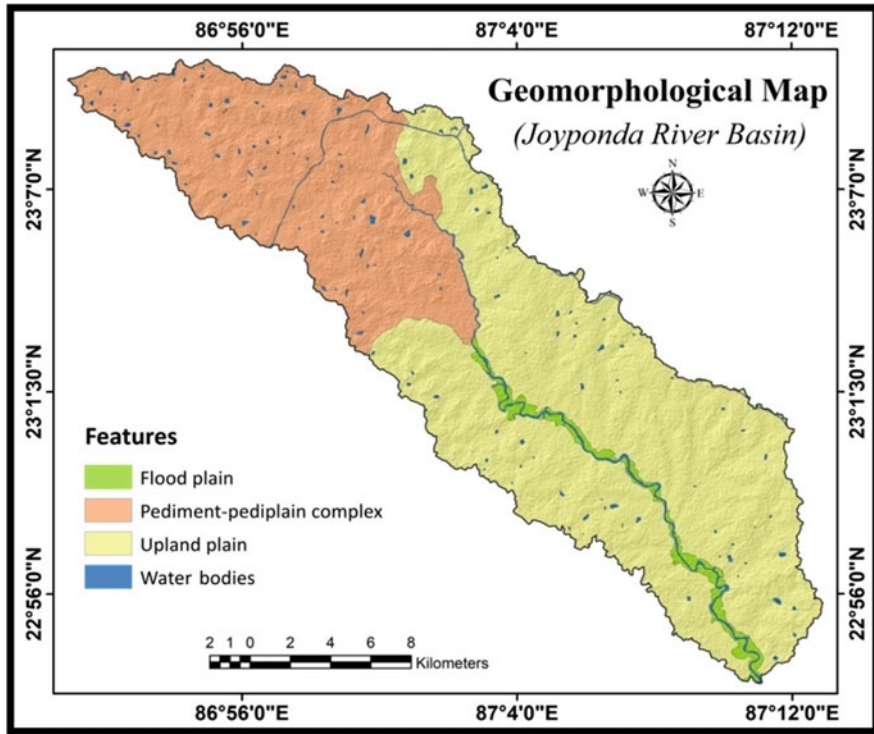 86°56'0"E 87°4'0"E 87°12'0"E
Geomorphological Map
(Joyponda River Basin)
N
W E
S
23°7'0"N 23°7'0"N
23°1'30"N 23°1'30"N
Features
Flood plain
Pediment-pediplain complex
Upland plain
Water bodies
22°56'0"N 22°56'0"N
2 1 0 2 4 6 8
Kilometers
86°56'0"E 87°4'0"E 87°12'0"E